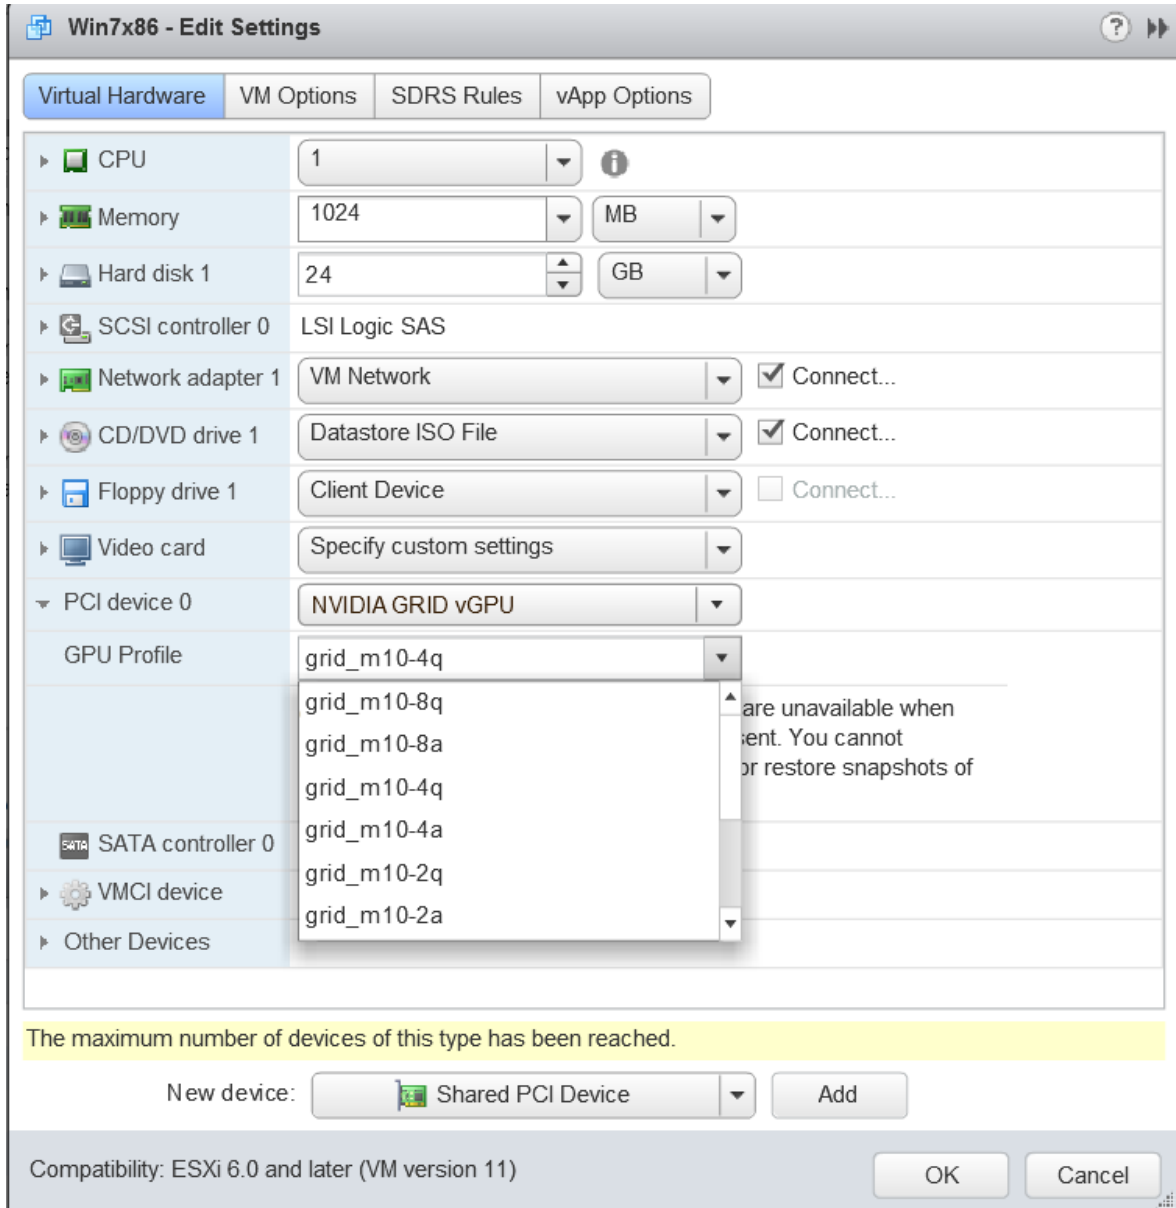 Win7x86 - Edit Settings
Virtual Hardware VM Options SDRS Rules vApp Options
CPU 1
Memory 1024 MB
Hard disk 1 24 GB
SCSI controller 0 LSI Logic SAS
Network adapter 1 VM Network Connect...
CD/DVD drive 1 Datastore ISO File Connect...
Floppy drive 1 Client Device Connect...
Video card Specify custom settings
PCI device 0 NVIDIA GRID vGPU
GPU Profile grid_m10-4q
grid_m10-8q
are unavailable when
grid_m10-8a
You cannot
grid_m10-4q
restore snapshots of
grid_m10-4a
SATA controller 0
grid_m10-2q
VMCI device
grid_m10-2a
Other Devices
The maximum number of devices of this type has been reached.
New device: Shared PCI Device Add
Compatibility: ESXi 6.0 and later (VM version 11) OK Cancel